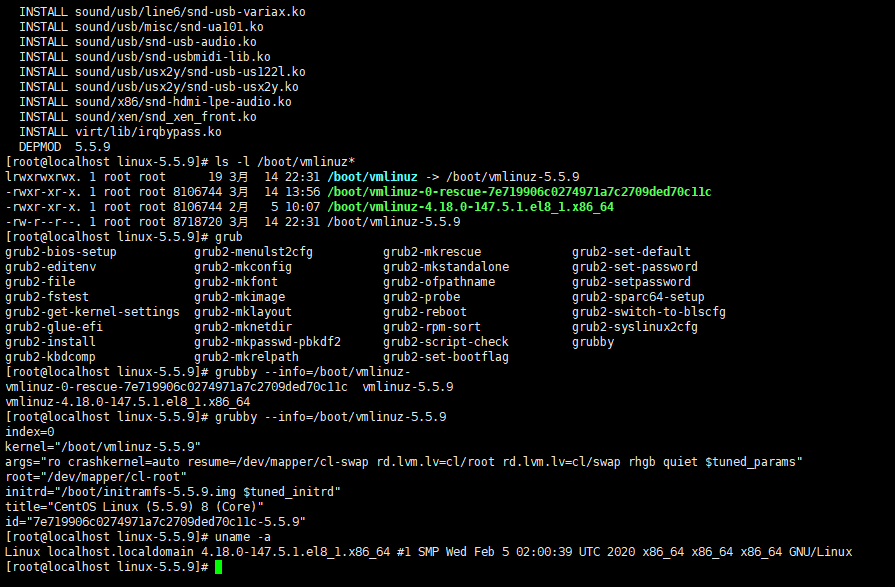 INSTALL sound/usb/line6/snd-usb-variax.ko
INSTALL sound/usb/misc/snd-ua101.ko
INSTALL sound/usb/snd-usb-audio.ko
INSTALL sound/usb/snd-usbmidi-lib.ko
INSTALL sound/usb/usx2y/snd-usb-us122l.ko
INSTALL sound/usb/usx2y/snd-usb-usx2y.ko
INSTALL sound/x86/snd-hdmi-lpe-audio.ko
INSTALL sound/xen/snd_xen_front.ko
INSTALL virt/lib/irqbypass.ko
DEPMOD  5.5.9
[root@localhost linux-5.5.9]# ls -l /boot/vmlinuz*
lrwxrwxrwx. 1 root root      19 3月  14 22:31 /boot/vmlinuz -> /boot/vmlinuz-5.5.9
-rwxr-xr-x. 1 root root 8106744 3月  14 13:56 /boot/vmlinuz-0-rescue-7e719906c0274971a7c2709ded70c11c
-rwxr-xr-x. 1 root root 8106744 2月   5 10:07 /boot/vmlinuz-4.18.0-147.5.1.el8_1.x86_64
-rw-r--r--. 1 root root 8718720 3月  14 22:31 /boot/vmlinuz-5.5.9
[root@localhost linux-5.5.9]# grub
grub2-bios-setup           grub2-menulst2cfg          grub2-mkrescue             grub2-set-default
grub2-editenv              grub2-mkconfig             grub2-mkstandalone         grub2-set-password
grub2-file                 grub2-mkfont               grub2-ofpathname           grub2-setpassword
grub2-fstest               grub2-mkimage              grub2-probe                grub2-sparc64-setup
grub2-get-kernel-settings  grub2-mklayout             grub2-reboot               grub2-switch-to-blscfg
grub2-glue-efi             grub2-mknetdir             grub2-rpm-sort             grub2-syslinux2cfg
grub2-install              grub2-mkpasswd-pbkdf2      grub2-script-check         grubby
grub2-kbdcomp              grub2-mkrelpath            grub2-set-bootflag
[root@localhost linux-5.5.9]# grubby --info=/boot/vmlinuz-
vmlinuz-0-rescue-7e719906c0274971a7c2709ded70c11c  vmlinuz-5.5.9
vmlinuz-4.18.0-147.5.1.el8_1.x86_64
[root@localhost linux-5.5.9]# grubby --info=/boot/vmlinuz-5.5.9
index=0
kernel="/boot/vmlinuz-5.5.9"
args="ro crashkernel=auto resume=/dev/mapper/cl-swap rd.lvm.lv=cl/root rd.lvm.lv=cl/swap rhgb quiet $tuned_params"
root="/dev/mapper/cl-root"
initrd="/boot/initramfs-5.5.9.img $tuned_initrd"
title="CentOS Linux (5.5.9) 8 (Core)"
id="7e719906c0274971a7c2709ded70c11c-5.5.9"
[root@localhost linux-5.5.9]# uname -a
Linux localhost.localdomain 4.18.0-147.5.1.el8_1.x86_64 #1 SMP Wed Feb 5 02:00:39 UTC 2020 x86_64 x86_64 x86_64 GNU/Linux
[root@localhost linux-5.5.9]#